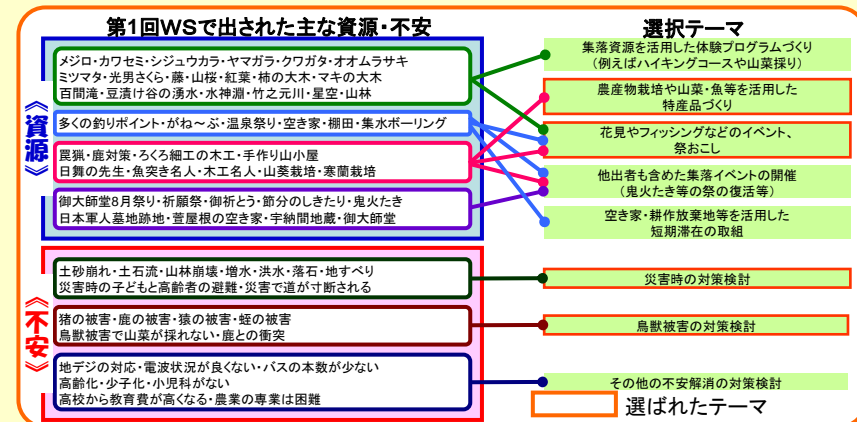 第1回WSで出された主な資源・不安
選択テーマ
《資源》
メジロ・カワセミ・シジュウカラ・ヤマガラ・クワガタ・オオムラサキ
ミツマタ・光男さくら・藤・山桜・紅葉・柿の大木・マキの大木
百間滝・豆漬け谷の湧水・水神淵・竹之元川・星空・山林
多くの釣りポイント・がね～ぶ・温泉祭り・空き家・棚田・集水ボーリング
罠猟・鹿対策・ろくろ細工の木工・手作り山小屋
日舞の先生・魚突き名人・木工名人・山葵栽培・寒蘭栽培
御大師堂8月祭り・祈願祭・御祈とう・節分のしきたり・鬼火たき
日本軍人墓地跡地・萱屋根の空き家・宇納間地蔵・御大師堂
集落資源を活用した体験プログラムづくり
（例えばハイキングコースや山菜採り）
農産物栽培や山菜・魚等を活用した
特産品づくり
花見やフィッシングなどのイベント、
祭おこし
他出者も含めた集落イベントの開催
（鬼火たき等の祭の復活等）
空き家・耕作放棄地等を活用した
短期滞在の取組
《不安》
土砂崩れ・土石流・山林崩壊・増水・洪水・落石・地すべり
災害時の子どもと高齢者の避難・災害で道が寸断される
猪の被害・鹿の被害・猿の被害・蛭の被害
鳥獣被害で山菜が採れない・鹿との衝突
地デジの対応・電波状況が良くない・バスの本数が少ない
高齢化・少子化・小児科がない
高校から教育費が高くなる・農業の専業は困難
災害時の対策検討
鳥獣被害の対策検討
その他の不安解消の対策検討
選ばれたテーマ